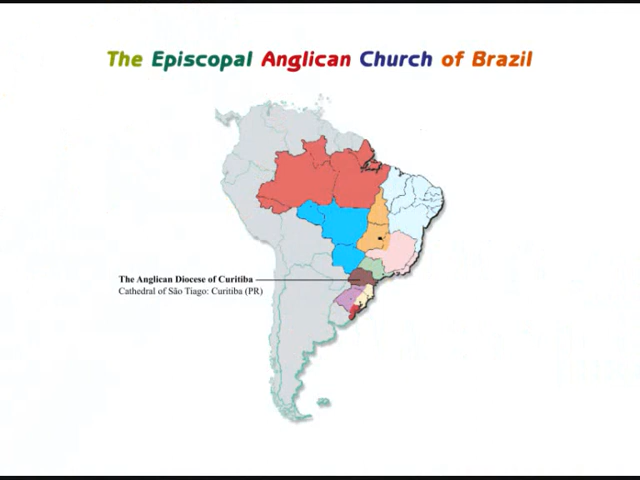 The Episcopal Anglican Church of Brazil
The Anglican Diocese of Curitiba
Cathedral of São Tiago: Curitiba (PR)